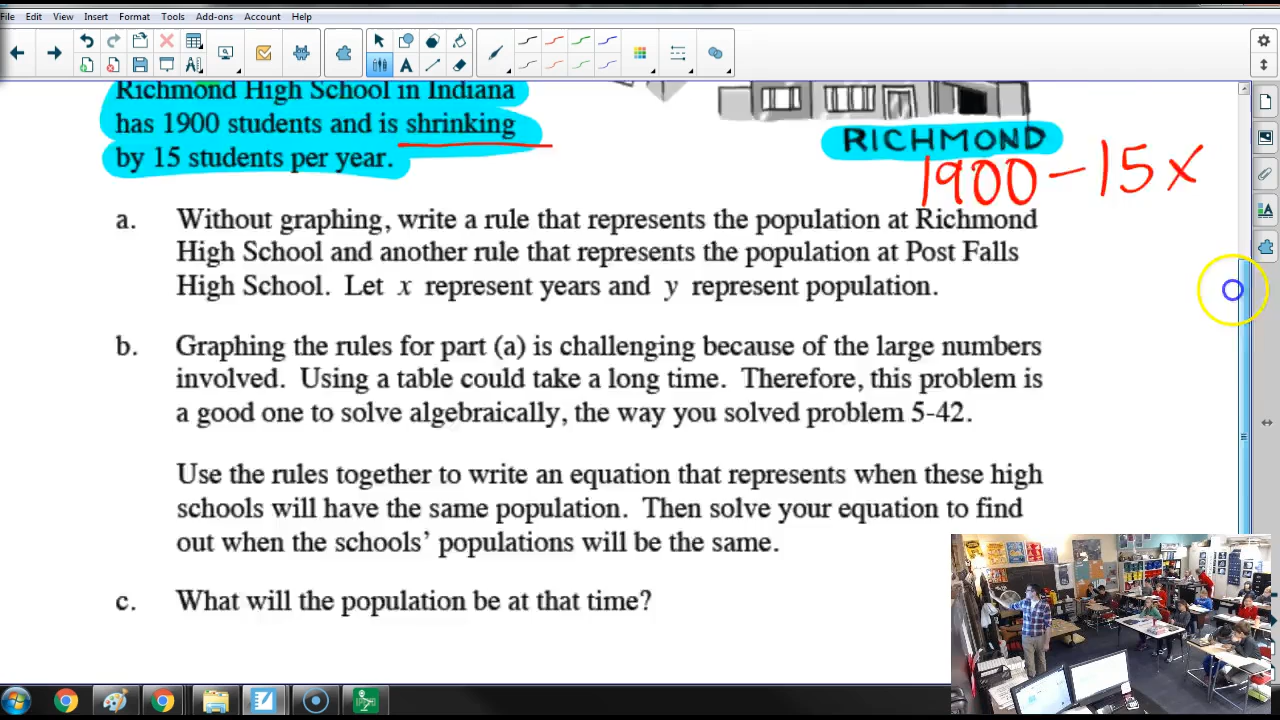 File Edit View Insert Format Tools Add-ons Account Help
Richmond High School in Indiana
has 1900 students and is shrinking
by 15 students per year.
RICHMOND
1900 - 15x
a. Without graphing, write a rule that represents the population at Richmond
High School and another rule that represents the population at Post Falls
High School. Let x represent years and y represent population.
b. Graphing the rules for part (a) is challenging because of the large numbers
involved. Using a table could take a long time. Therefore, this problem is
a good one to solve algebraically, the way you solved problem 5-42.
Use the rules together to write an equation that represents when these high
schools will have the same population. Then solve your equation to find
out when the schools’ populations will be the same.
c. What will the population be at that time?